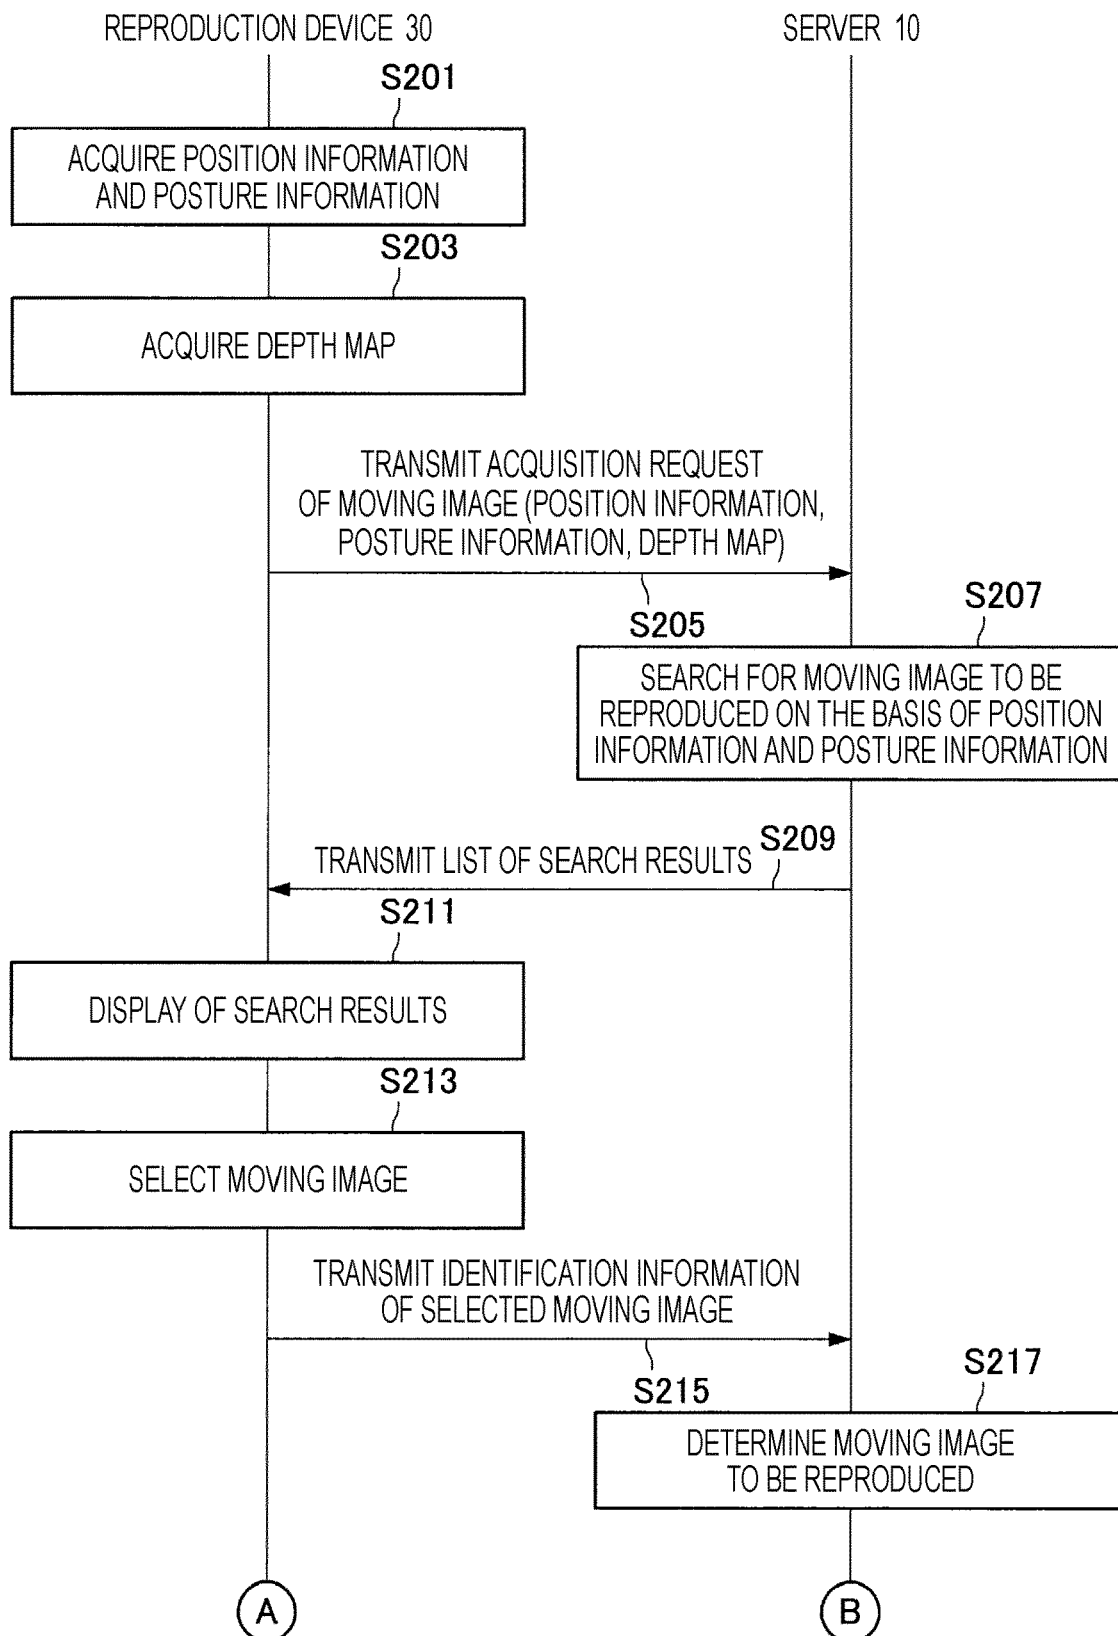 REPRODUCTION DEVICE 30
SERVER 10
S201
ACQUIRE POSITION INFORMATION
AND POSTURE INFORMATION
S203
ACQUIRE DEPTH MAP
TRANSMIT ACQUISITION REQUEST
OF MOVING IMAGE (POSITION INFORMATION,
POSTURE INFORMATION, DEPTH MAP)
S205
S207
SEARCH FOR MOVING IMAGE TO BE
REPRODUCED ON THE BASIS OF POSITION
INFORMATION AND POSTURE INFORMATION
TRANSMIT LIST OF SEARCH RESULTS
S209
S211
DISPLAY OF SEARCH RESULTS
S213
SELECT MOVING IMAGE
TRANSMIT IDENTIFICATION INFORMATION
OF SELECTED MOVING IMAGE
S215
S217
DETERMINE MOVING IMAGE
TO BE REPRODUCED
A
B